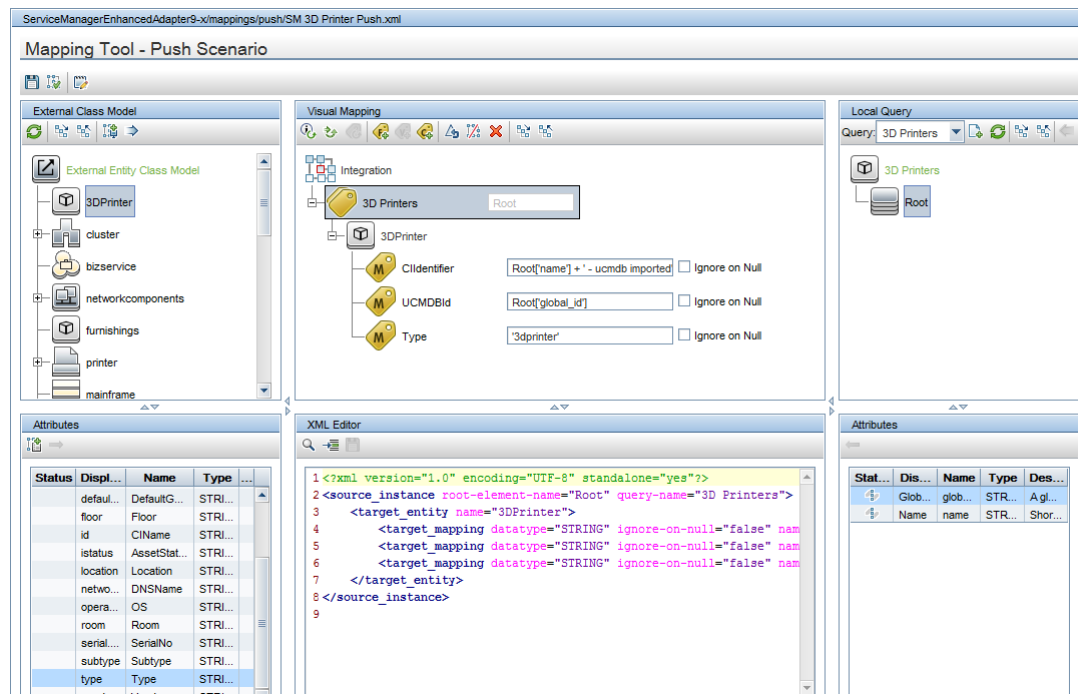 ServiceManagerEnhancedAdapter9-x/mappings/push/SM 3D Printer Push.xml
Mapping Tool - Push Scenario
External Class Model
External Entity Class Model
3DPrinter
cluster
bizservice
networkcomponents
furnishings
printer
mainframe
Visual Mapping
Integration
3D Printers Root
3DPrinter
M CIIdentifier Root['name'] + ' - ucmdb imported' Ignore on Null
M UCMDBId Root['global_id'] Ignore on Null
M Type '3dprinter' Ignore on Null
Local Query
Query: 3D Printers
3D Printers
Root
Attributes
Status Displ... Name Type ...
defaul... DefaultG... STRI...
floor Floor STRI...
id CIName STRI...
istatus AssetStat... STRI...
location Location STRI...
netwo... DNSName STRI...
opera... OS STRI...
room Room STRI...
serial.... SerialNo STRI...
subtype Subtype STRI...
type Type STRI...
XML Editor
1 <?xml version="1.0" encoding="UTF-8" standalone="yes"?>
2 <source_instance root-element-name="Root" query-name="3D Printers">
3 <target_entity name="3DPrinter">
4 <target_mapping datatype="STRING" ignore-on-null="false" nam
5 <target_mapping datatype="STRING" ignore-on-null="false" nam
6 <target_mapping datatype="STRING" ignore-on-null="false" nam
7 </target_entity>
8 </source_instance>
9
Attributes
Stat... Dis... Name Type Des...
Glob... glob... STR... A gl...
Name name STR... Shor...